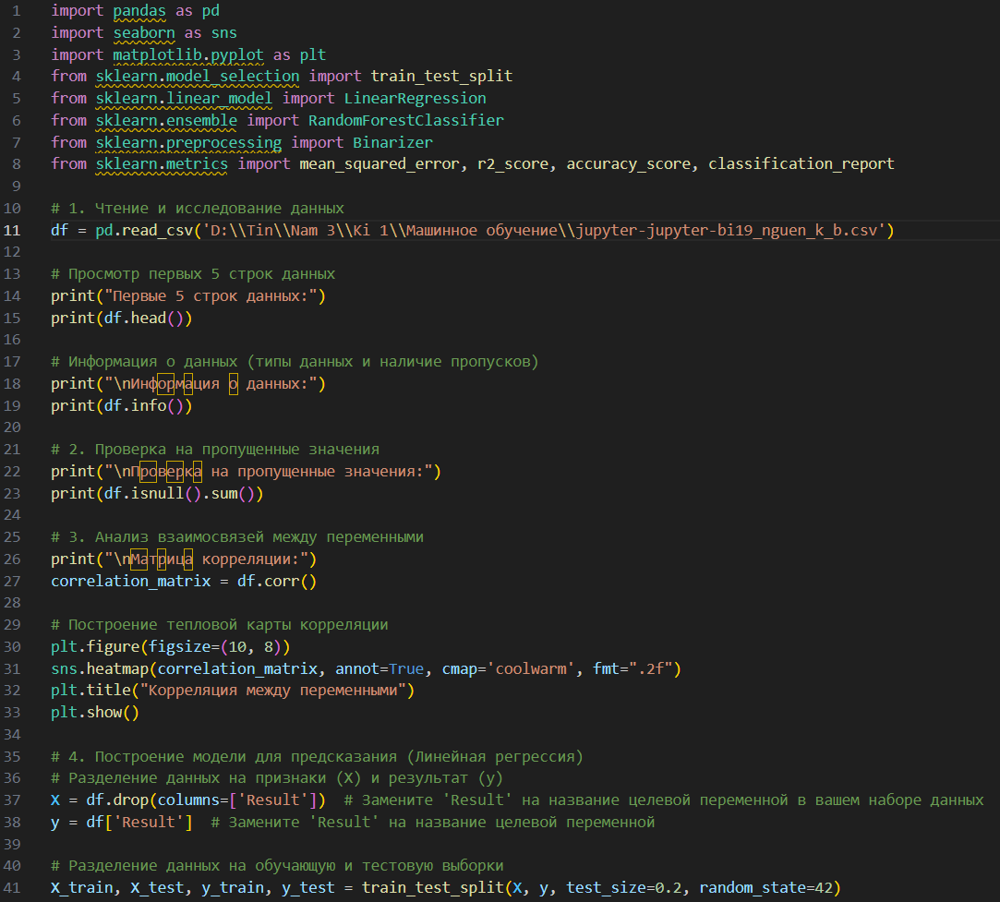 1 import pandas as pd
2 import seaborn as sns
3 import matplotlib.pyplot as plt
4 from sklearn.model_selection import train_test_split
5 from sklearn.linear_model import LinearRegression
6 from sklearn.ensemble import RandomForestClassifier
7 from sklearn.preprocessing import Binarizer
8 from sklearn.metrics import mean_squared_error, r2_score, accuracy_score, classification_report
9
10 # 1. Чтение и исследование данных
11 df = pd.read_csv('D:\\Tin\\Nam 3\\Ki 1\\Машинное обучение\\jupyter-jupyter-bi19_nguen_k_b.csv')
12
13 # Просмотр первых 5 строк данных
14 print("Первые 5 строк данных:")
15 print(df.head())
16
17 # Информация о данных (типы данных и наличие пропусков)
18 print("\nИнформация о данных:")
19 print(df.info())
20
21 # 2. Проверка на пропущенные значения
22 print("\nПроверка на пропущенные значения:")
23 print(df.isnull().sum())
24
25 # 3. Анализ взаимосвязей между переменными
26 print("\nМатрица корреляции:")
27 correlation_matrix = df.corr()
28
29 # Построение тепловой карты корреляции
30 plt.figure(figsize=(10, 8))
31 sns.heatmap(correlation_matrix, annot=True, cmap='coolwarm', fmt=".2f")
32 plt.title("Корреляция между переменными")
33 plt.show()
34
35 # 4. Построение модели для предсказания (Линейная регрессия)
36 # Разделение данных на признаки (X) и результат (y)
37 X = df.drop(columns=['Result'])  # Замените 'Result' на название целевой переменной в вашем наборе данных
38 y = df['Result']  # Замените 'Result' на название целевой переменной
39
40 # Разделение данных на обучающую и тестовую выборки
41 X_train, X_test, y_train, y_test = train_test_split(X, y, test_size=0.2, random_state=42)